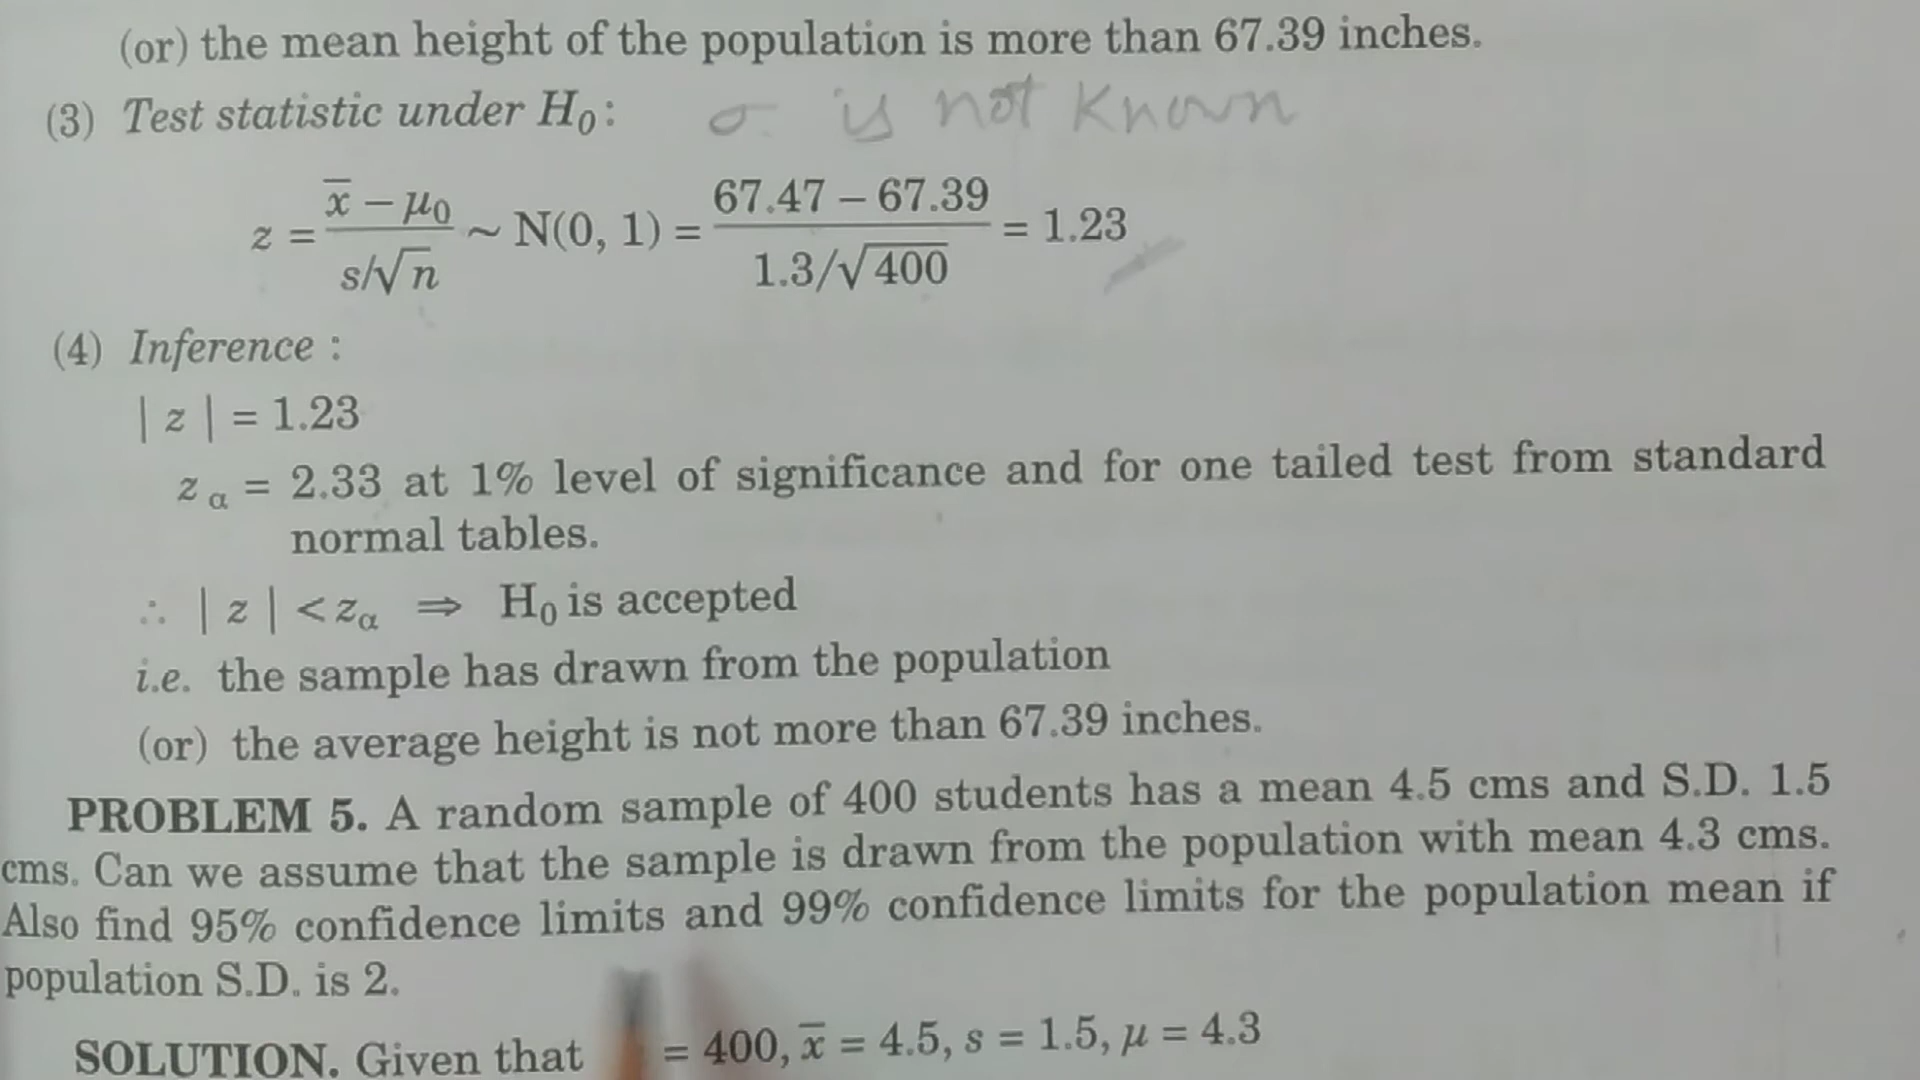 (or) the mean height of the population is more than 67.39 inches.
(3) Test statistic under H₀: σ is not known
z = (x̄ − μ₀)/(s/√n) ~ N(0, 1) = (67.47 – 67.39)/(1.3/√400) = 1.23
(4) Inference :
| z | = 1.23
z α = 2.33 at 1% level of significance and for one tailed test from standard
normal tables.
∴ | z | < zα ⇒ H₀ is accepted
i.e. the sample has drawn from the population
(or) the average height is not more than 67.39 inches.
PROBLEM 5. A random sample of 400 students has a mean 4.5 cms and S.D. 1.5
cms. Can we assume that the sample is drawn from the population with mean 4.3 cms.
Also find 95% confidence limits and 99% confidence limits for the population mean if
population S.D. is 2.
SOLUTION. Given that = 400, x̄ = 4.5, s = 1.5, μ = 4.3